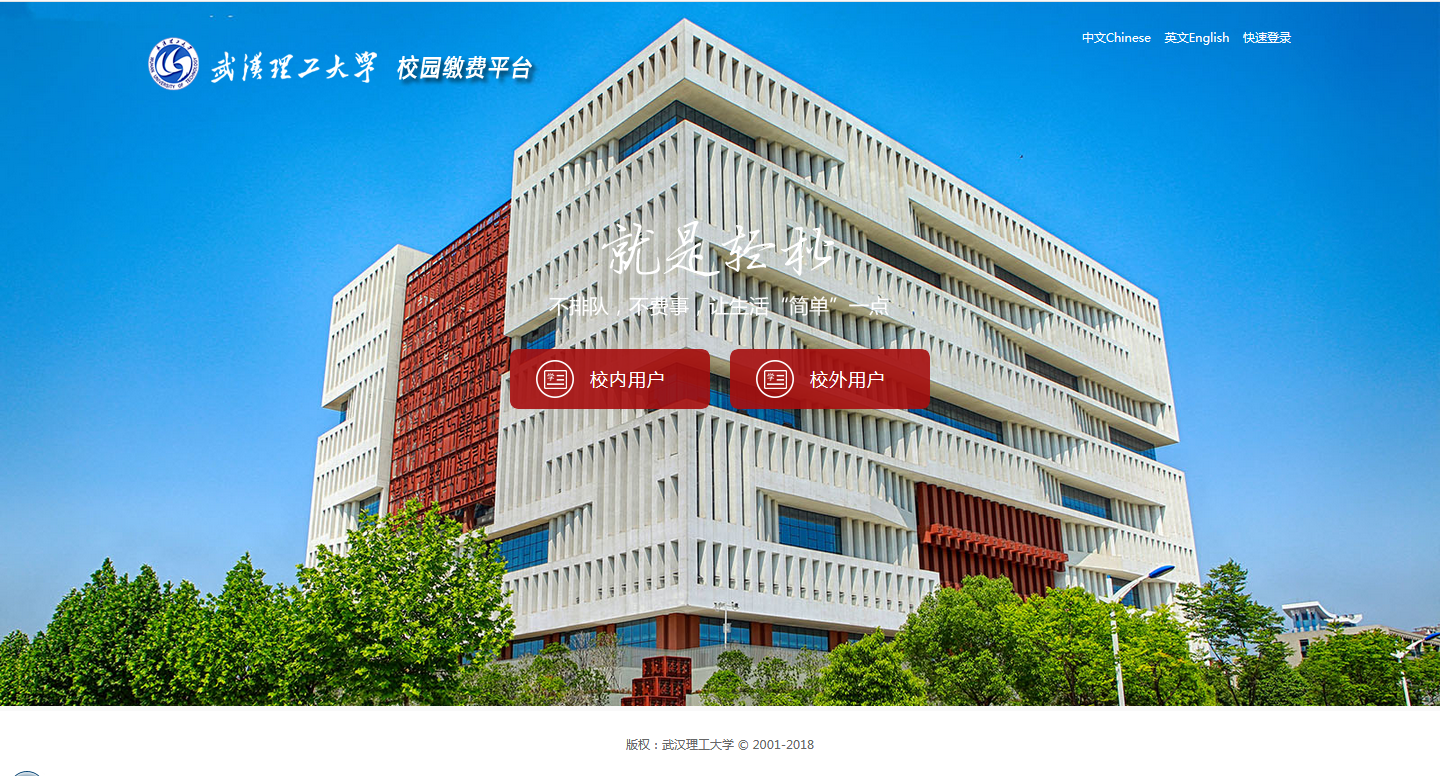 武漢理工大學 校园缴费平台
中文Chinese 英文English 快速登录
就是轻松
不排队，不费事，让生活“简单”一点
校内用户 校外用户
版权：武汉理工大学 © 2001-2018